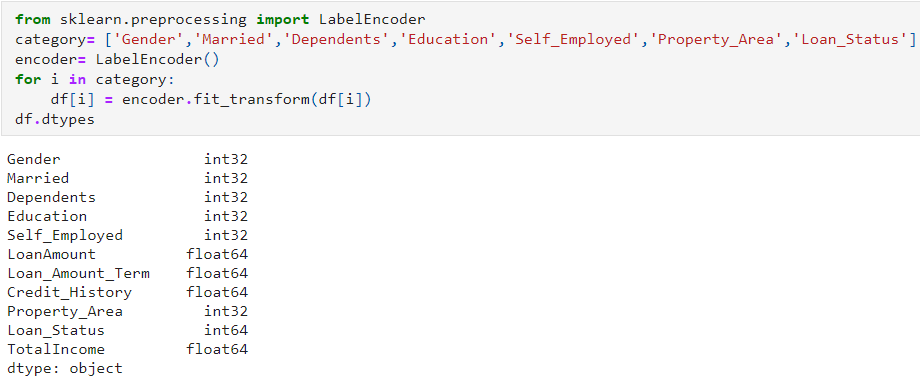 from sklearn.preprocessing import LabelEncoder
category= ['Gender','Married','Dependents','Education','Self_Employed','Property_Area','Loan_Status']
encoder= LabelEncoder()
for i in category:
    df[i] = encoder.fit_transform(df[i])
df.dtypes
Gender                int32
Married               int32
Dependents            int32
Education             int32
Self_Employed         int32
LoanAmount          float64
Loan_Amount_Term    float64
Credit_History      float64
Property_Area         int32
Loan_Status           int64
TotalIncome         float64
dtype: object